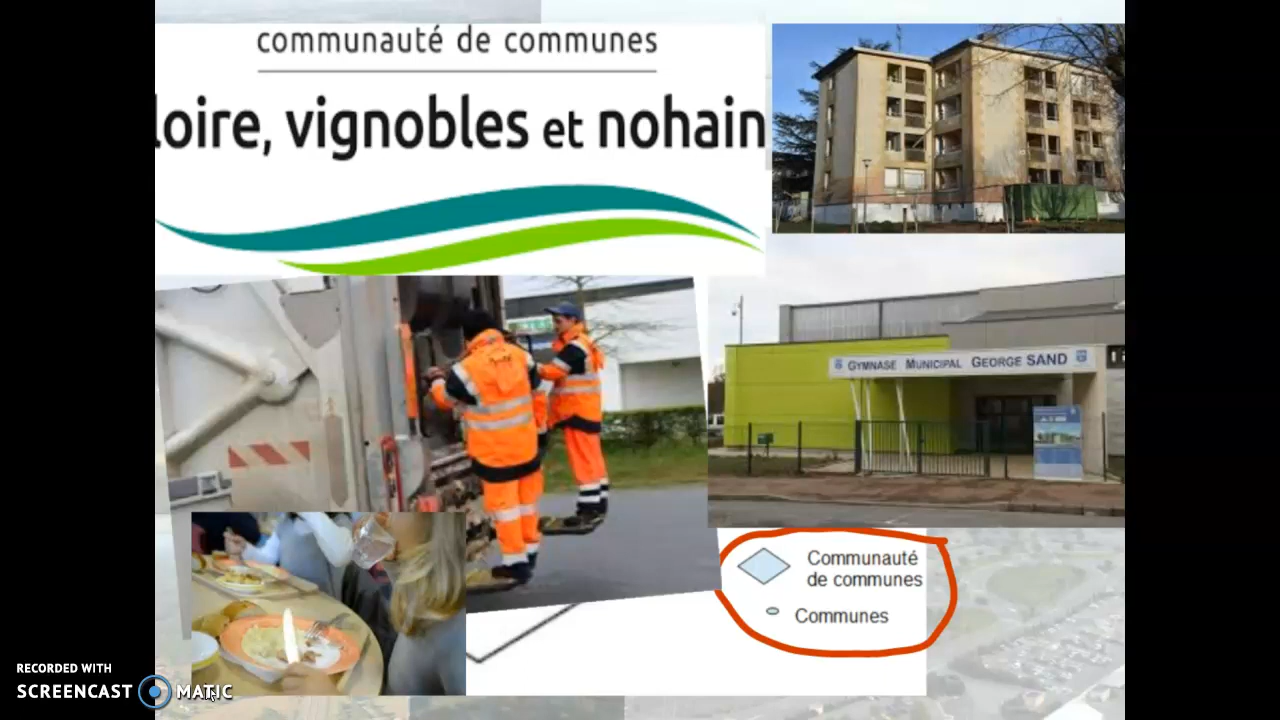 communauté de communes
loire, vignobles et nohain
GYMNASE MUNICIPAL GEORGE SAND
Communauté
de communes
Communes
RECORDED WITH
SCREENCAST MATIC